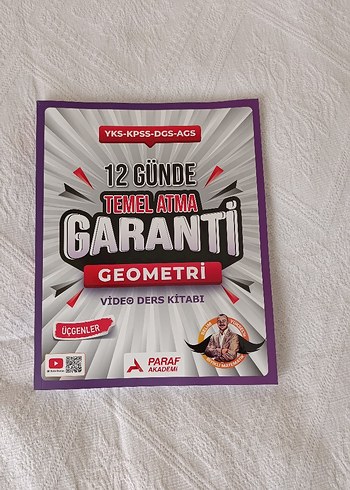 YKS-KPSS-DGS-AGS
12 GÜNDE
TEMEL ATMA
GARANTİ
GEOMETRİ
VİDEO DERS KİTABI
ÜÇGENLER
PARAF
AKADEMİ